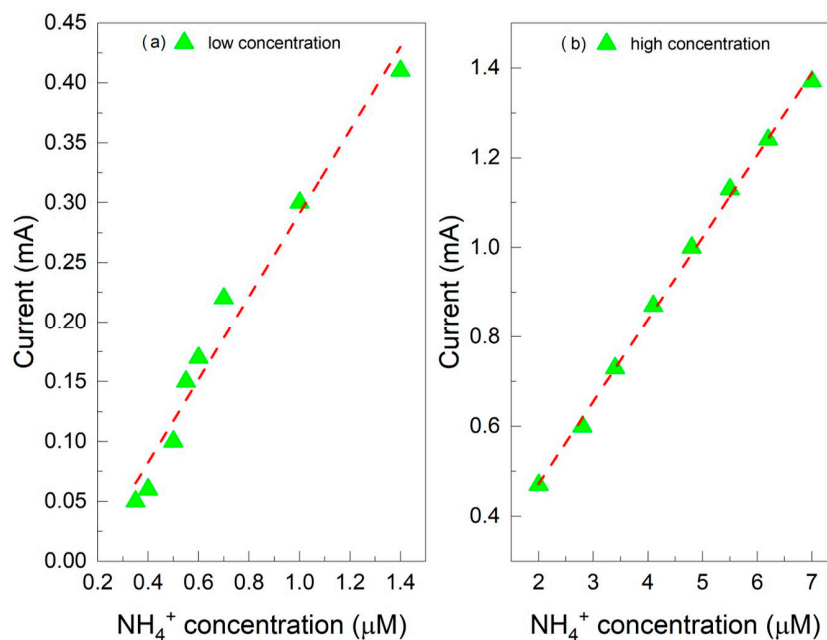 (a) low concentration
0.45
0.40
0.35
0.30
0.25
0.20
0.15
0.10
0.05
0.00
Current (mA)
0.2 0.4 0.6 0.8 1.0 1.2 1.4
NH₄⁺ concentration (μM)
(b) high concentration
1.4
1.2
1.0
0.8
0.6
0.4
Current (mA)
2 3 4 5 6 7
NH₄⁺ concentration (μM)